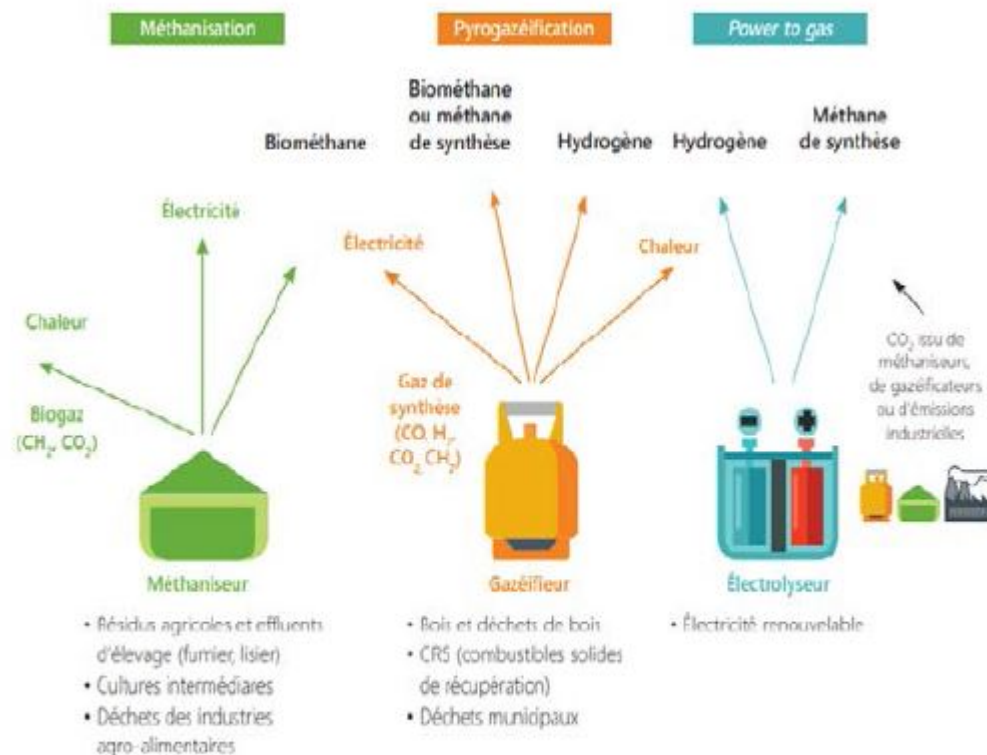 Méthanisation
Pyrogazéification
Power to gas
Biométhane
Biométhane
ou méthane
de synthèse
Hydrogène
Hydrogène
Méthane
de synthèse
Électricité
Électricité
Chaleur
Chaleur
Biogaz
(CH₂, CO₂)
Gaz de
synthèse
(CO, H₂,
CO₂, CH₂)
CO₂ issu de
méthaniseurs,
de gazéificateurs
ou d'émissions
industrielles
Méthaniseur
• Résidus agricoles et effluents
d'élevage (fumier, lisier)
• Cultures intermédiares
• Déchets des industries
agro-alimentaires
Gazéifieur
• Bois et déchets de bois
• CRS (combustibles solides
de récupération)
• Déchets municipaux
Électrolyseur
• Électricité renouvelable